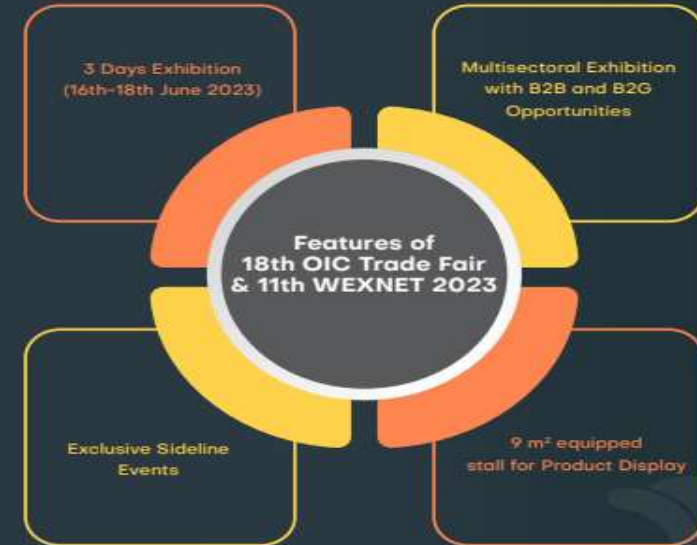 3 Days Exhibition
(16th-18th June 2023)
Multisectoral Exhibition
with B2B and B2G
Opportunities
Features of
18th OIC Trade Fair
& 11th WEXNET 2023
Exclusive Sideline
Events
9 m² equipped
stall for Product Display